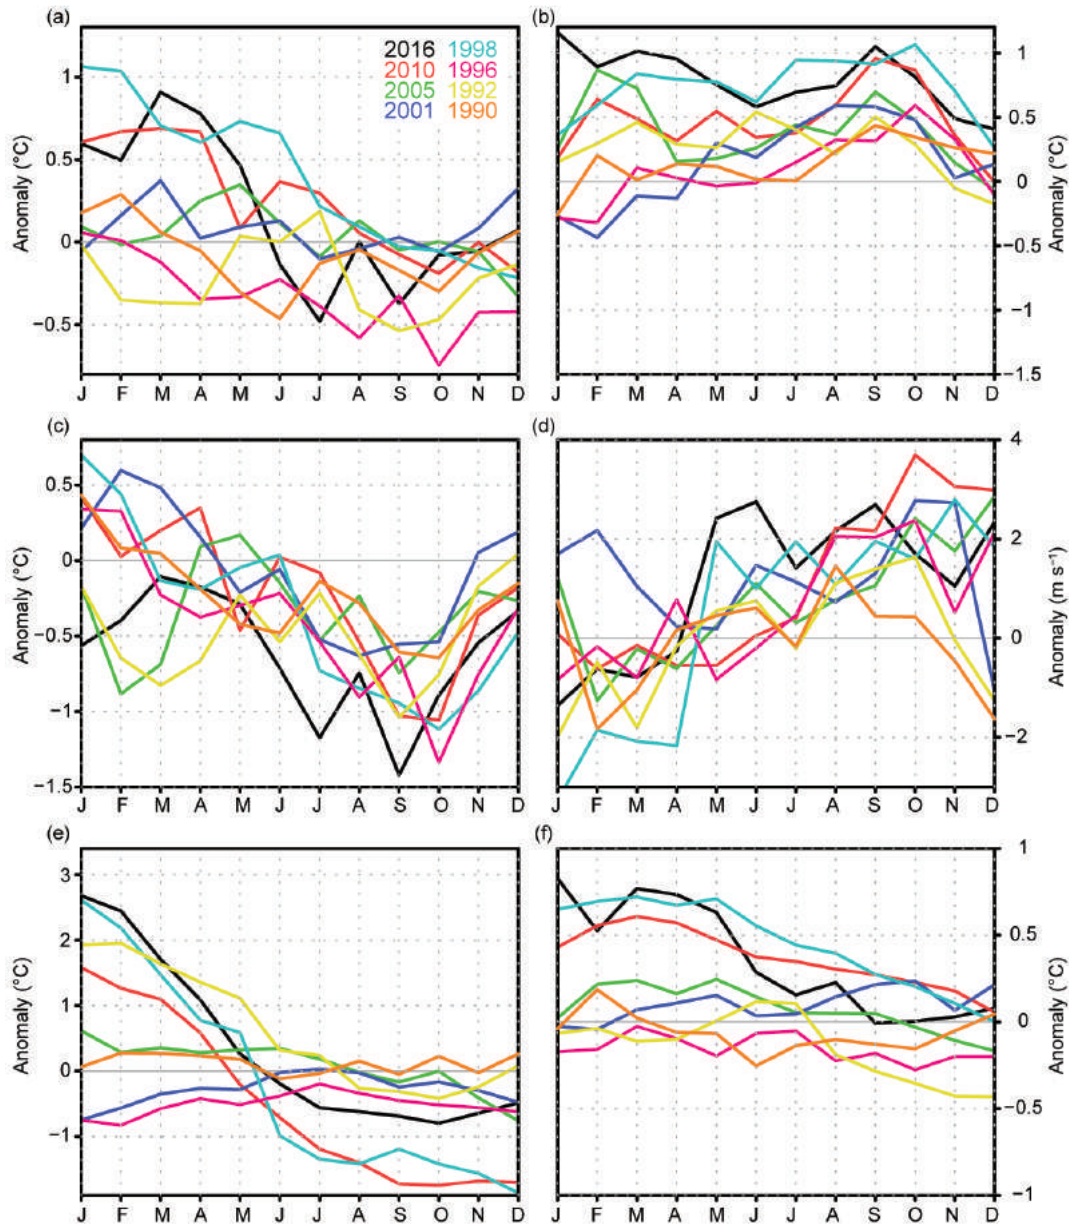 (a)
(b)
2016 1998
2010 1996
2005 1992
2001 1990
1
0.5
0
−0.5
Anomaly (°C)
J F M A M J J A S O N D
1
0.5
0
−0.5
−1
−1.5
Anomaly (°C)
J F M A M J J A S O N D
(c)
(d)
0.5
0
−0.5
−1
−1.5
Anomaly (°C)
J F M A M J J A S O N D
4
2
0
−2
Anomaly (m s⁻¹)
J F M A M J J A S O N D
(e)
(f)
3
2
1
0
−1
Anomaly (°C)
J F M A M J J A S O N D
1
0.5
0
−0.5
−1
Anomaly (°C)
J F M A M J J A S O N D